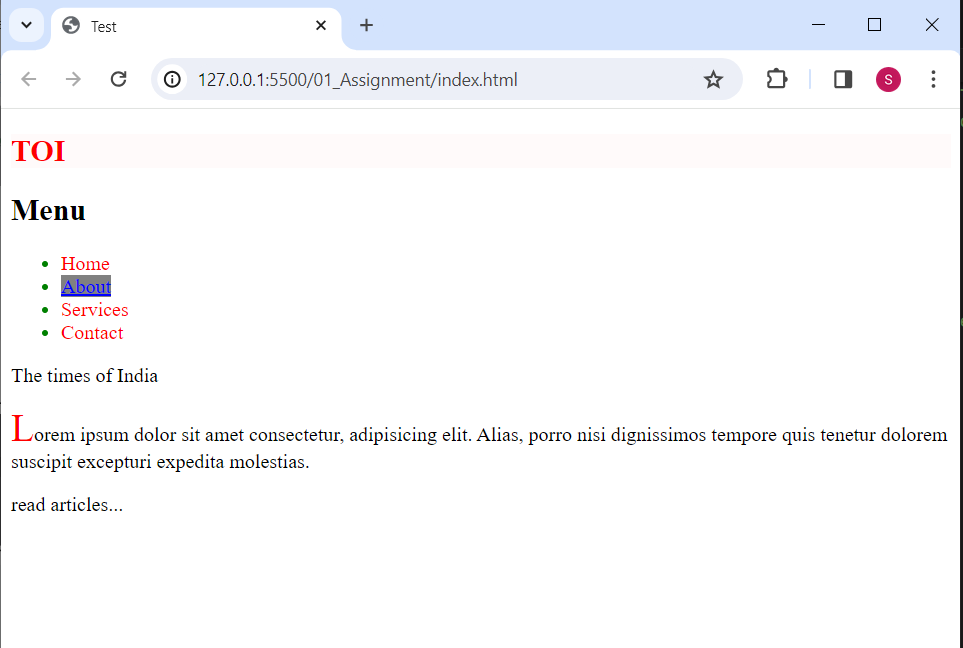 Test
127.0.0.1:5500/01_Assignment/index.html
S
TOI
Menu
Home
About
Services
Contact
The times of India
Lorem ipsum dolor sit amet consectetur, adipisicing elit. Alias, porro nisi dignissimos tempore quis tenetur dolorem
suscipit excepturi expedita molestias.
read articles...